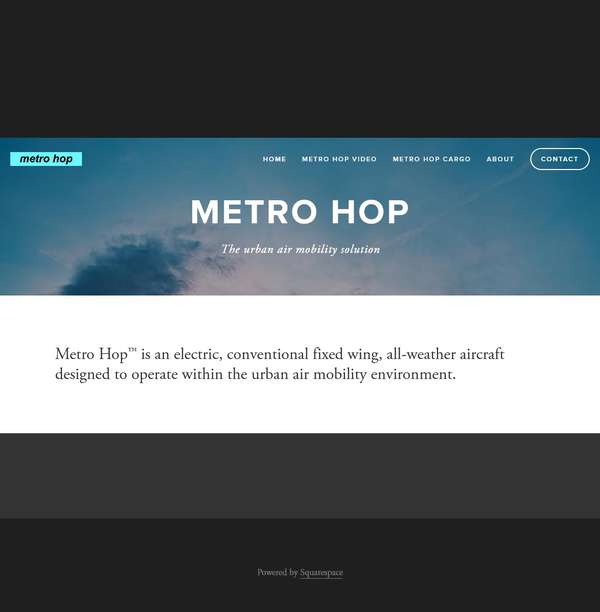 metro hop
HOME METRO HOP VIDEO METRO HOP CARGO ABOUT CONTACT
METRO HOP
The urban air mobility solution
Metro Hop™ is an electric, conventional fixed wing, all-weather aircraft
designed to operate within the urban air mobility environment.
Powered by Squarespace